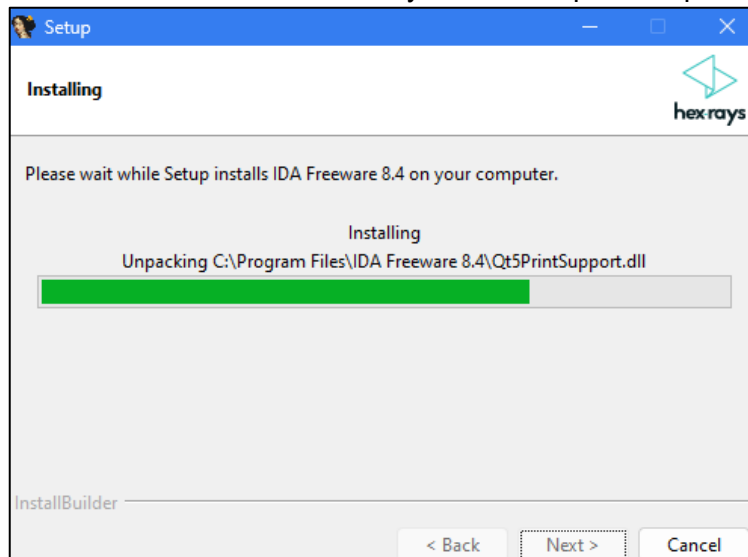 Setup
Installing
hex-rays
Please wait while Setup installs IDA Freeware 8.4 on your computer.
Installing
Unpacking C:\Program Files\IDA Freeware 8.4\Qt5PrintSupport.dll
InstallBuilder
< Back
Next >
Cancel